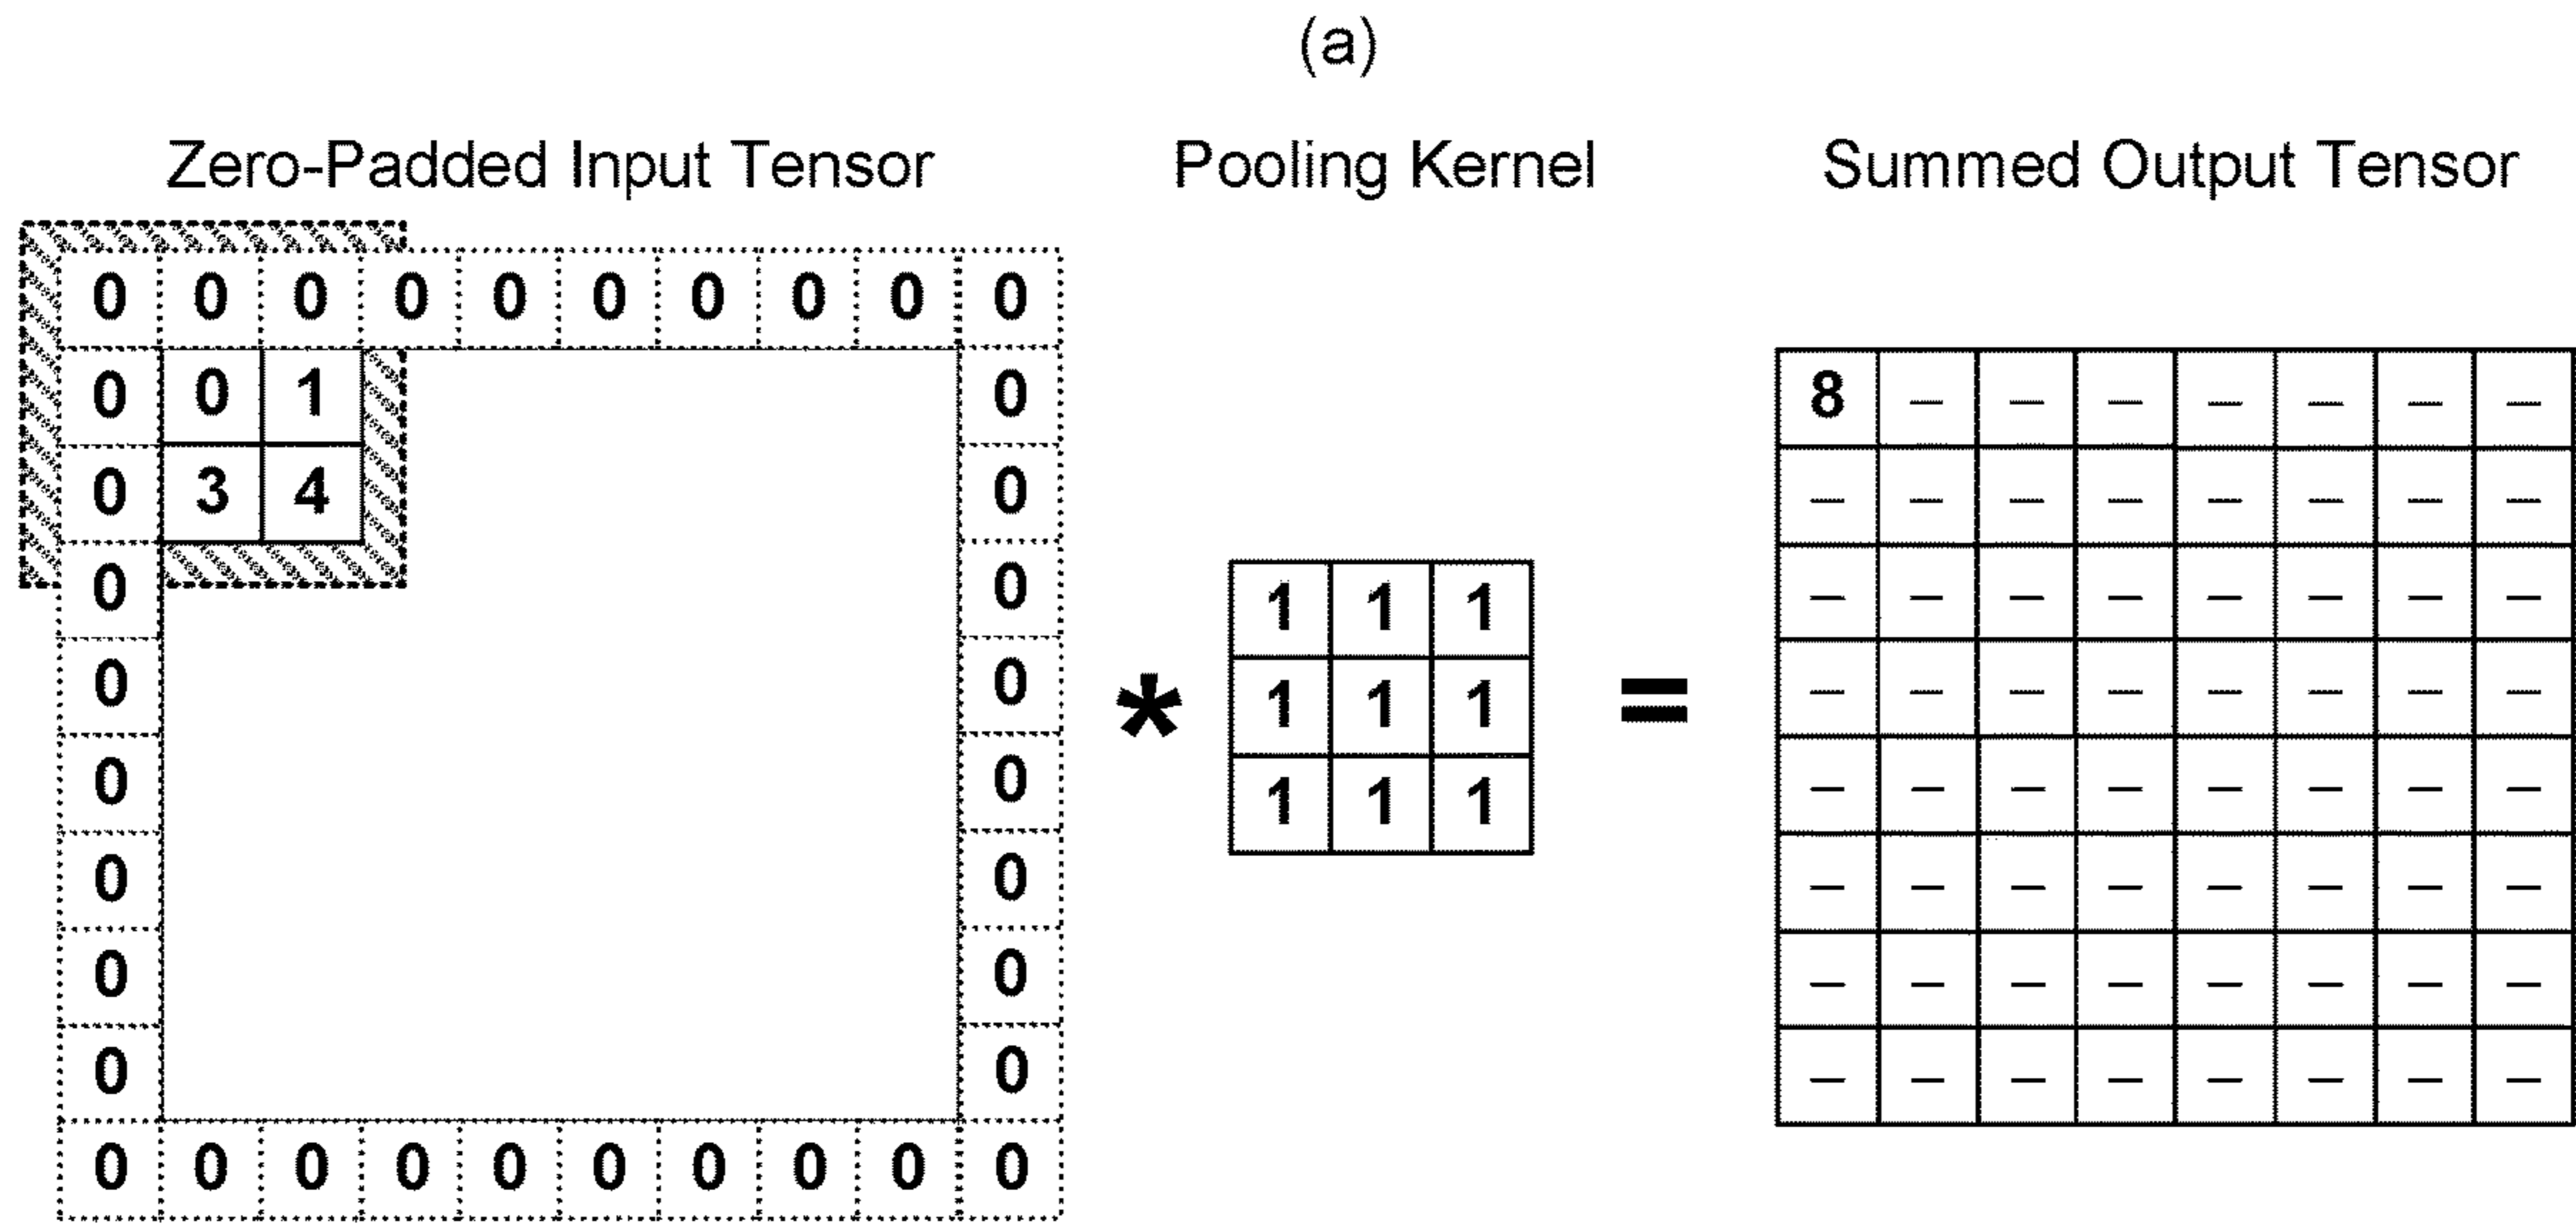 (a)
Zero-Padded Input Tensor Pooling Kernel Summed Output Tensor
0 0 0 0 0 0 0 0 0 0
0 0 1 0 8 – – – – – – –
0 3 4 0 – – – – – – – –
0 0 1 1 1 – – – – – – – –
0 0 * 1 1 1 = – – – – – – – –
0 0 1 1 1 – – – – – – – –
0 0 – – – – – – – –
0 0 – – – – – – – –
0 0 – – – – – – – –
0 0 0 0 0 0 0 0 0 0